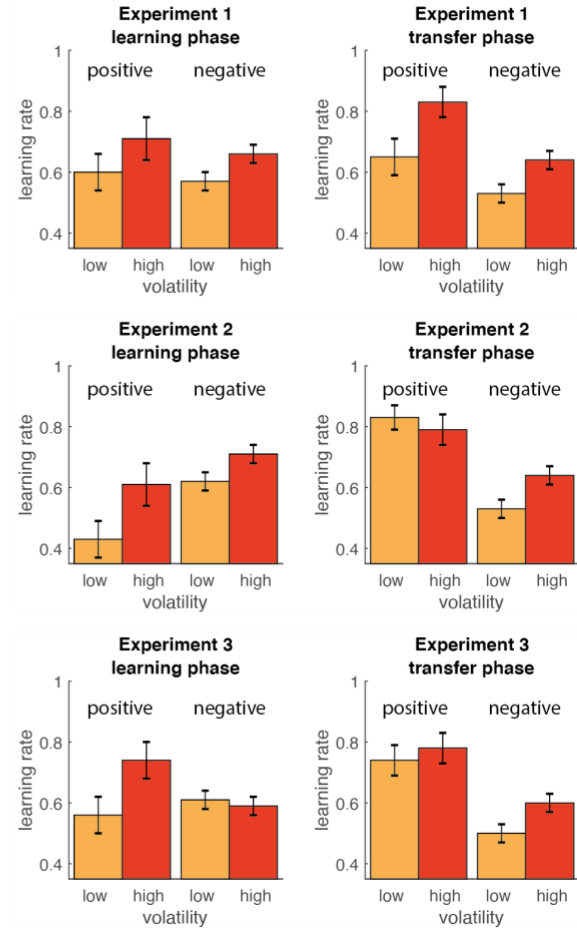 Experiment 1
learning phase
positive negative
learning rate
1
0.8
0.6
0.4
low high low high
volatility
Experiment 1
transfer phase
positive negative
learning rate
1
0.8
0.6
0.4
low high low high
volatility
Experiment 2
learning phase
positive negative
learning rate
1
0.8
0.6
0.4
low high low high
volatility
Experiment 2
transfer phase
positive negative
learning rate
1
0.8
0.6
0.4
low high low high
volatility
Experiment 3
learning phase
positive negative
learning rate
1
0.8
0.6
0.4
low high low high
volatility
Experiment 3
transfer phase
positive negative
learning rate
1
0.8
0.6
0.4
low high low high
volatility